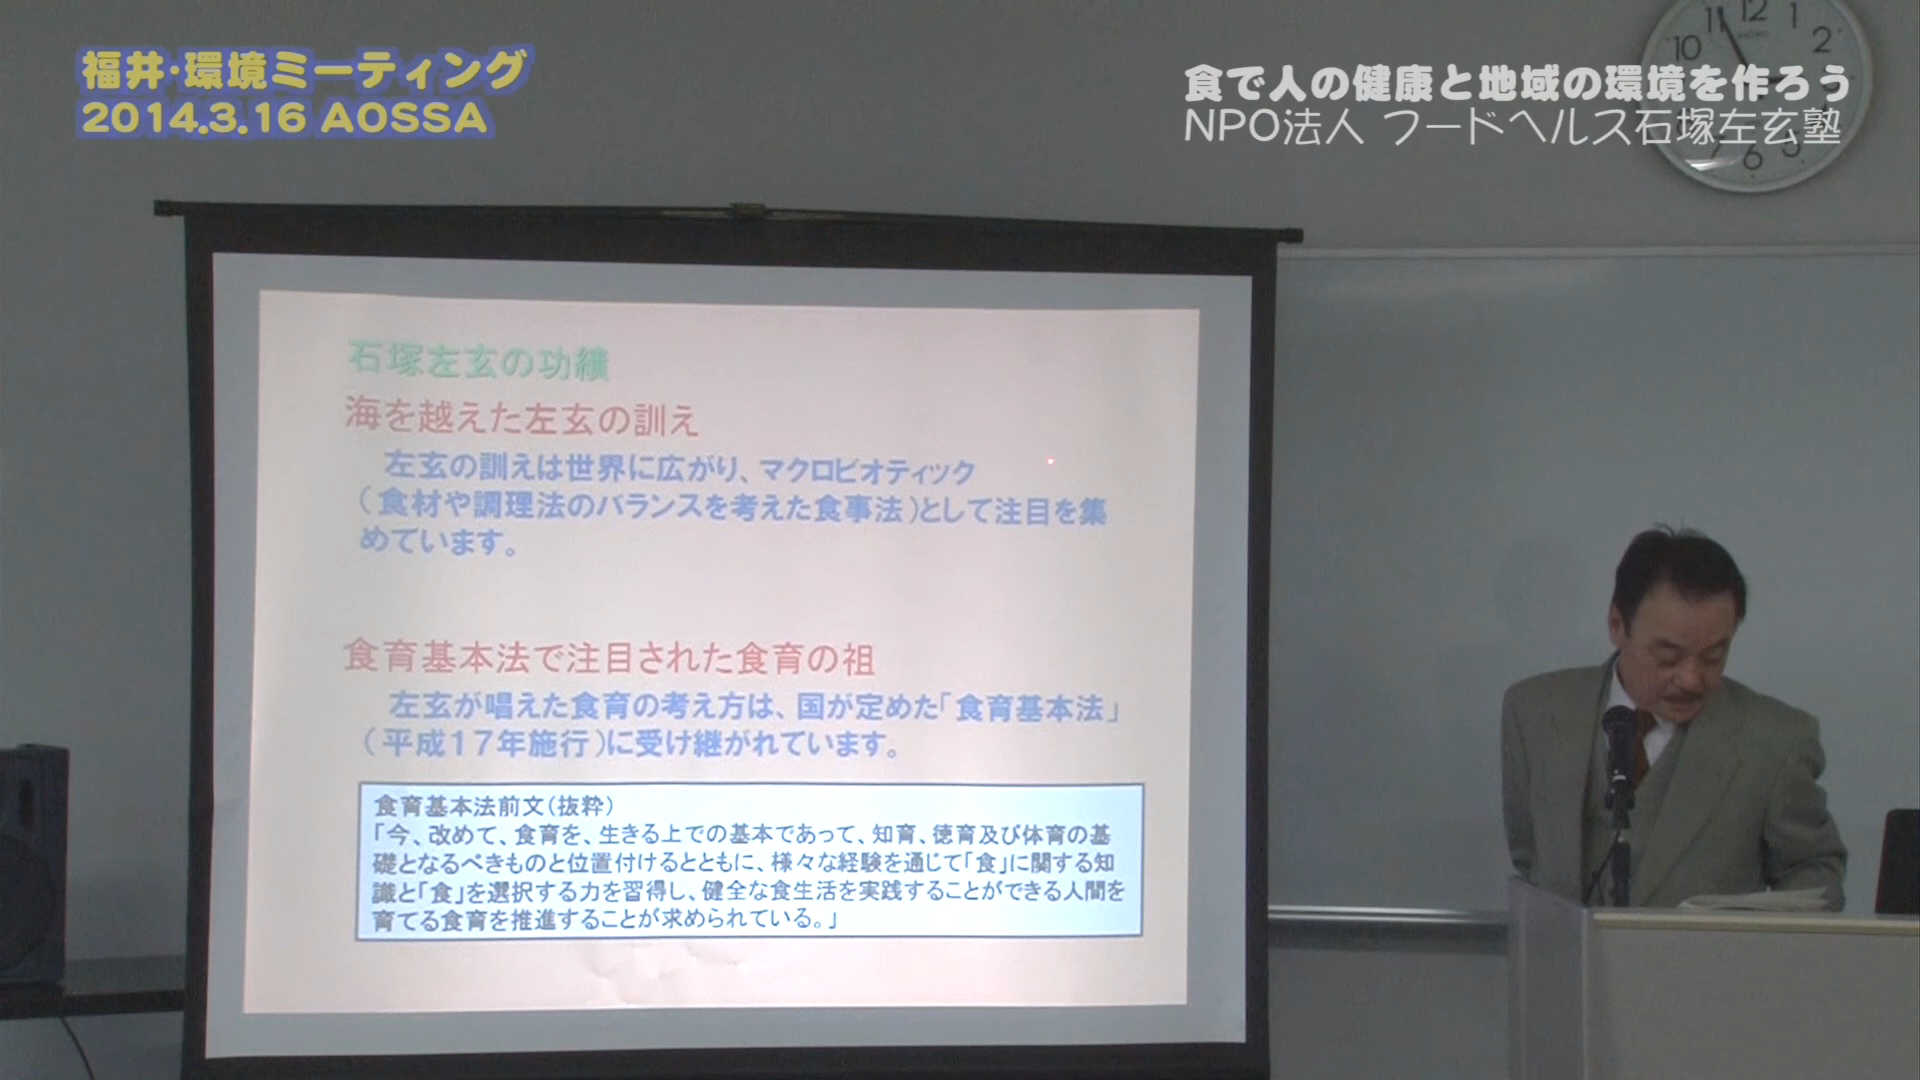 福井・環境ミーティング
2014.3.16 AOSSA
食で人の健康と地域の環境を作ろう
NPO法人 フードヘルス石塚左玄塾
石塚左玄の功績
海を越えた左玄の訓え
左玄の訓えは世界に広がり、マクロビオティック
(食材や調理法のバランスを考えた食事法)として注目を集
めています。
食育基本法で注目された食育の祖
左玄が唱えた食育の考え方は、国が定めた「食育基本法」
(平成17年施行)に受け継がれています。
食育基本法前文(抜粋)
「今、改めて、食育を、生きる上での基本であって、知育、徳育及び体育の基
礎となるべきものと位置付けるとともに、様々な経験を通じて「食」に関する知
識と「食」を選択する力を習得し、健全な食生活を実践することができる人間を
育てる食育を推進することが求められている。」
11 12 1
10 2
6 5